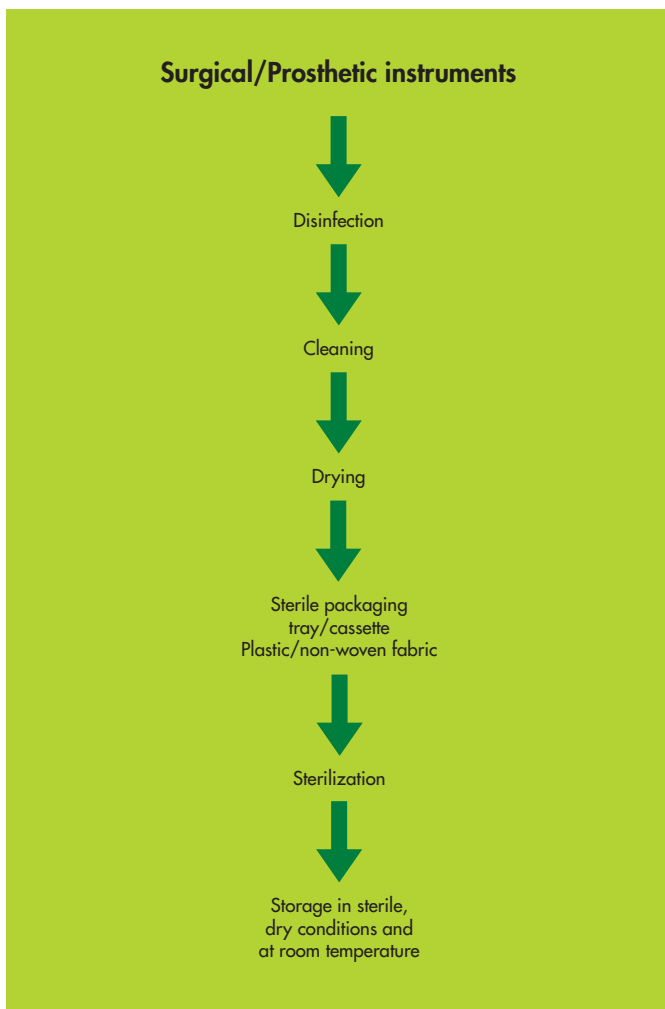 Surgical/Prosthetic instruments
Disinfection
Cleaning
Drying
Sterile packaging
tray/cassette
Plastic/non-woven fabric
Sterilization
Storage in sterile,
dry conditions and
at room temperature